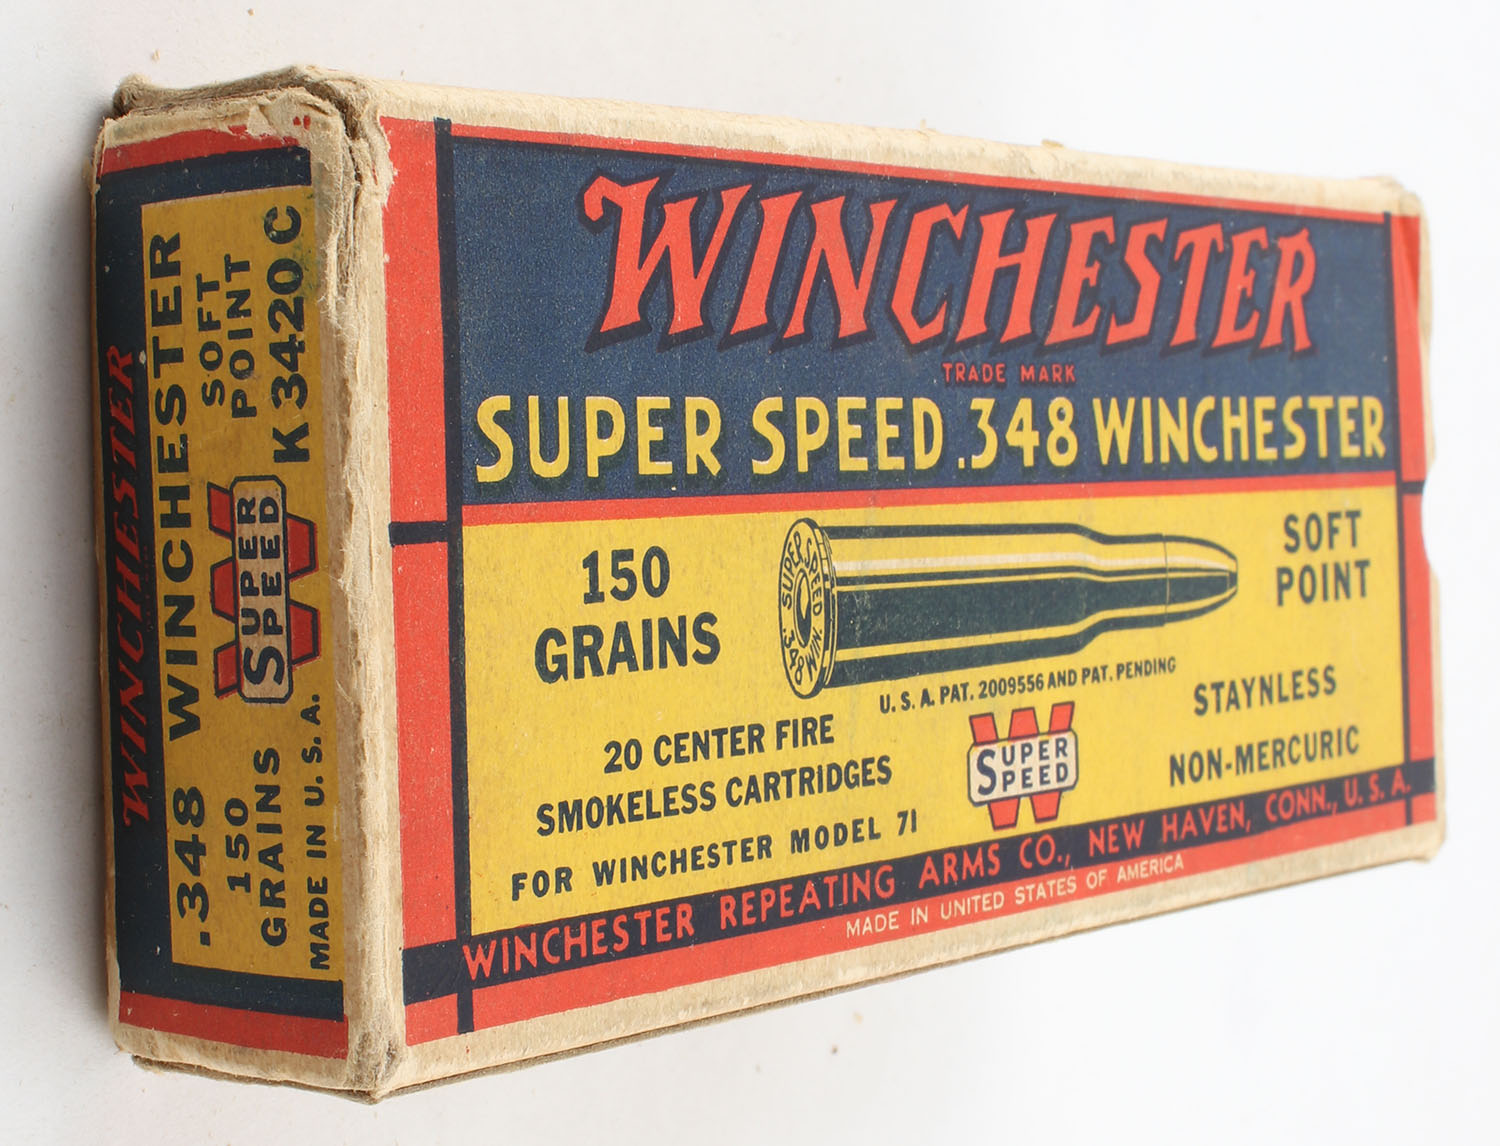 WINCHESTER
TRADE MARK
SUPER SPEED .348 WINCHESTER
150
GRAINS
SUPER SPEED
.348 WIN
SOFT
POINT
U. S. A. PAT. 2009556 AND PAT. PENDING
20 CENTER FIRE
SMOKELESS CARTRIDGES
FOR WINCHESTER MODEL 71
W
SUPER
SPEED
STAYNLESS
NON-MERCURIC
WINCHESTER REPEATING ARMS CO., NEW HAVEN, CONN., U. S. A.
MADE IN UNITED STATES OF AMERICA
WINCHESTER
.348 WINCHESTER
150
GRAINS
W
SUPER
SPEED
SOFT
POINT
MADE IN U. S. A.
K 3420 C